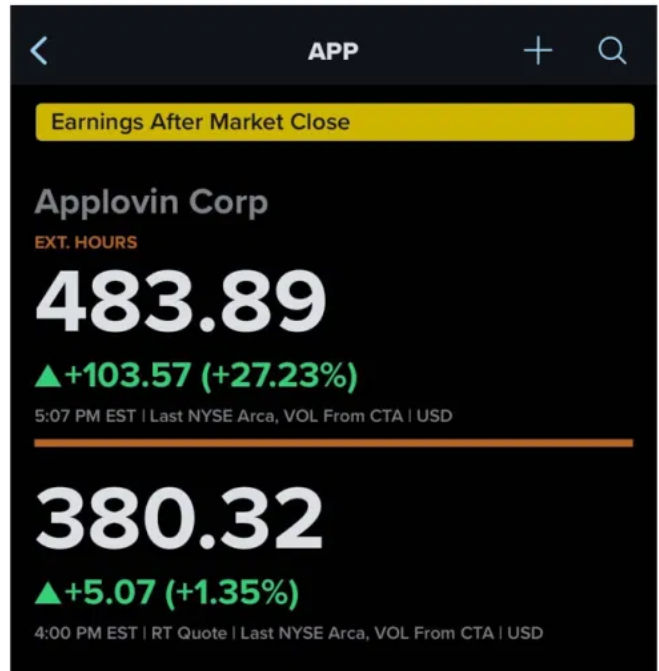 APP
Earnings After Market Close
Applovin Corp
EXT. HOURS
483.89
▲+103.57 (+27.23%)
5:07 PM EST | Last NYSE Arca, VOL From CTA | USD
380.32
▲+5.07 (+1.35%)
4:00 PM EST | RT Quote | Last NYSE Arca, VOL From CTA | USD